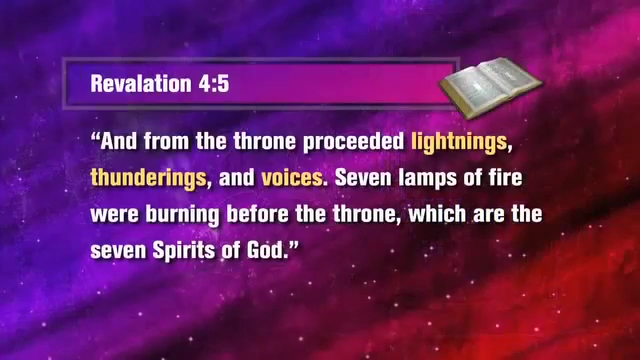 Revalation 4:5
“And from the throne proceeded lightnings,
thunderings, and voices. Seven lamps of fire
were burning before the throne, which are the
seven Spirits of God.”